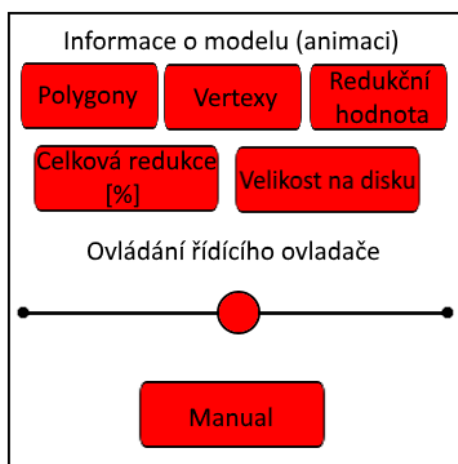 Informace o modelu (animaci)
Polygony
Vertexy
Redukční
hodnota
Celková redukce
[%]
Velikost na disku
Ovládání řídícího ovladače
Manual